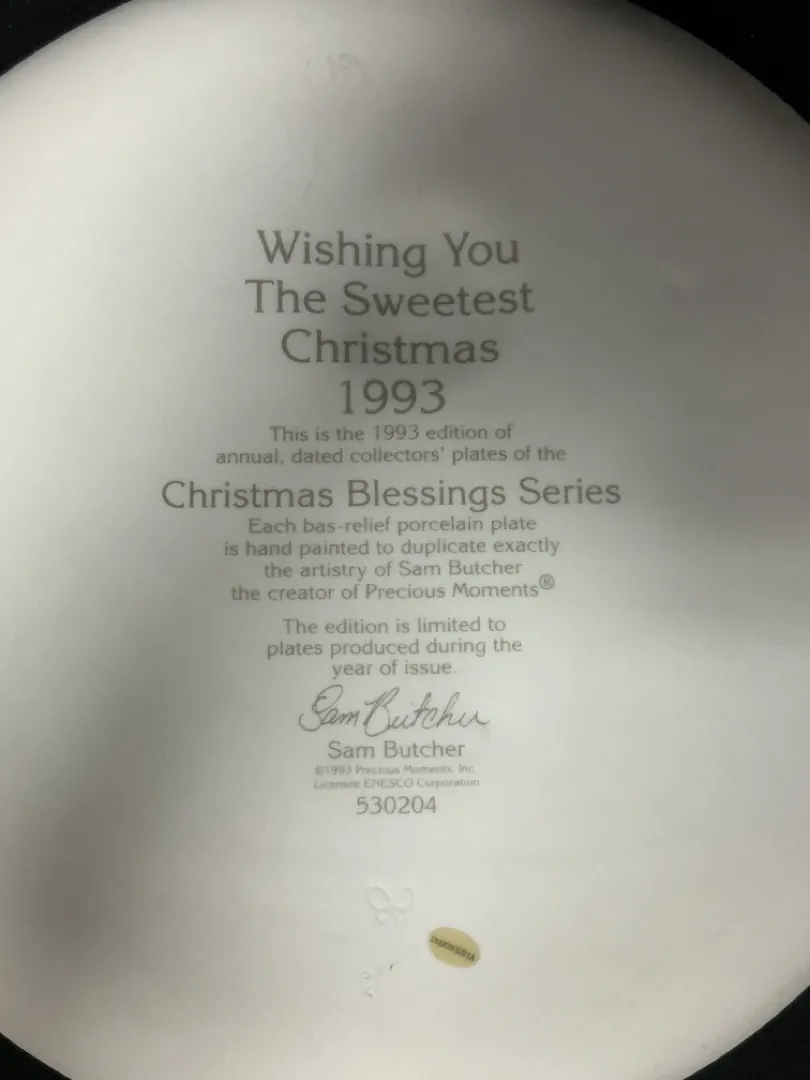 Wishing You
The Sweetest
Christmas
1993
This is the 1993 edition of
annual, dated collectors' plates of the
Christmas Blessings Series
Each bas-relief porcelain plate
is hand painted to duplicate exactly
the artistry of Sam Butcher
the creator of Precious Moments®
The edition is limited to
plates produced during the
year of issue.
Sam Butcher
Sam Butcher
©1993 Precious Moments, Inc.
Licensee ENESCO Corporation
530204
INDONESIA